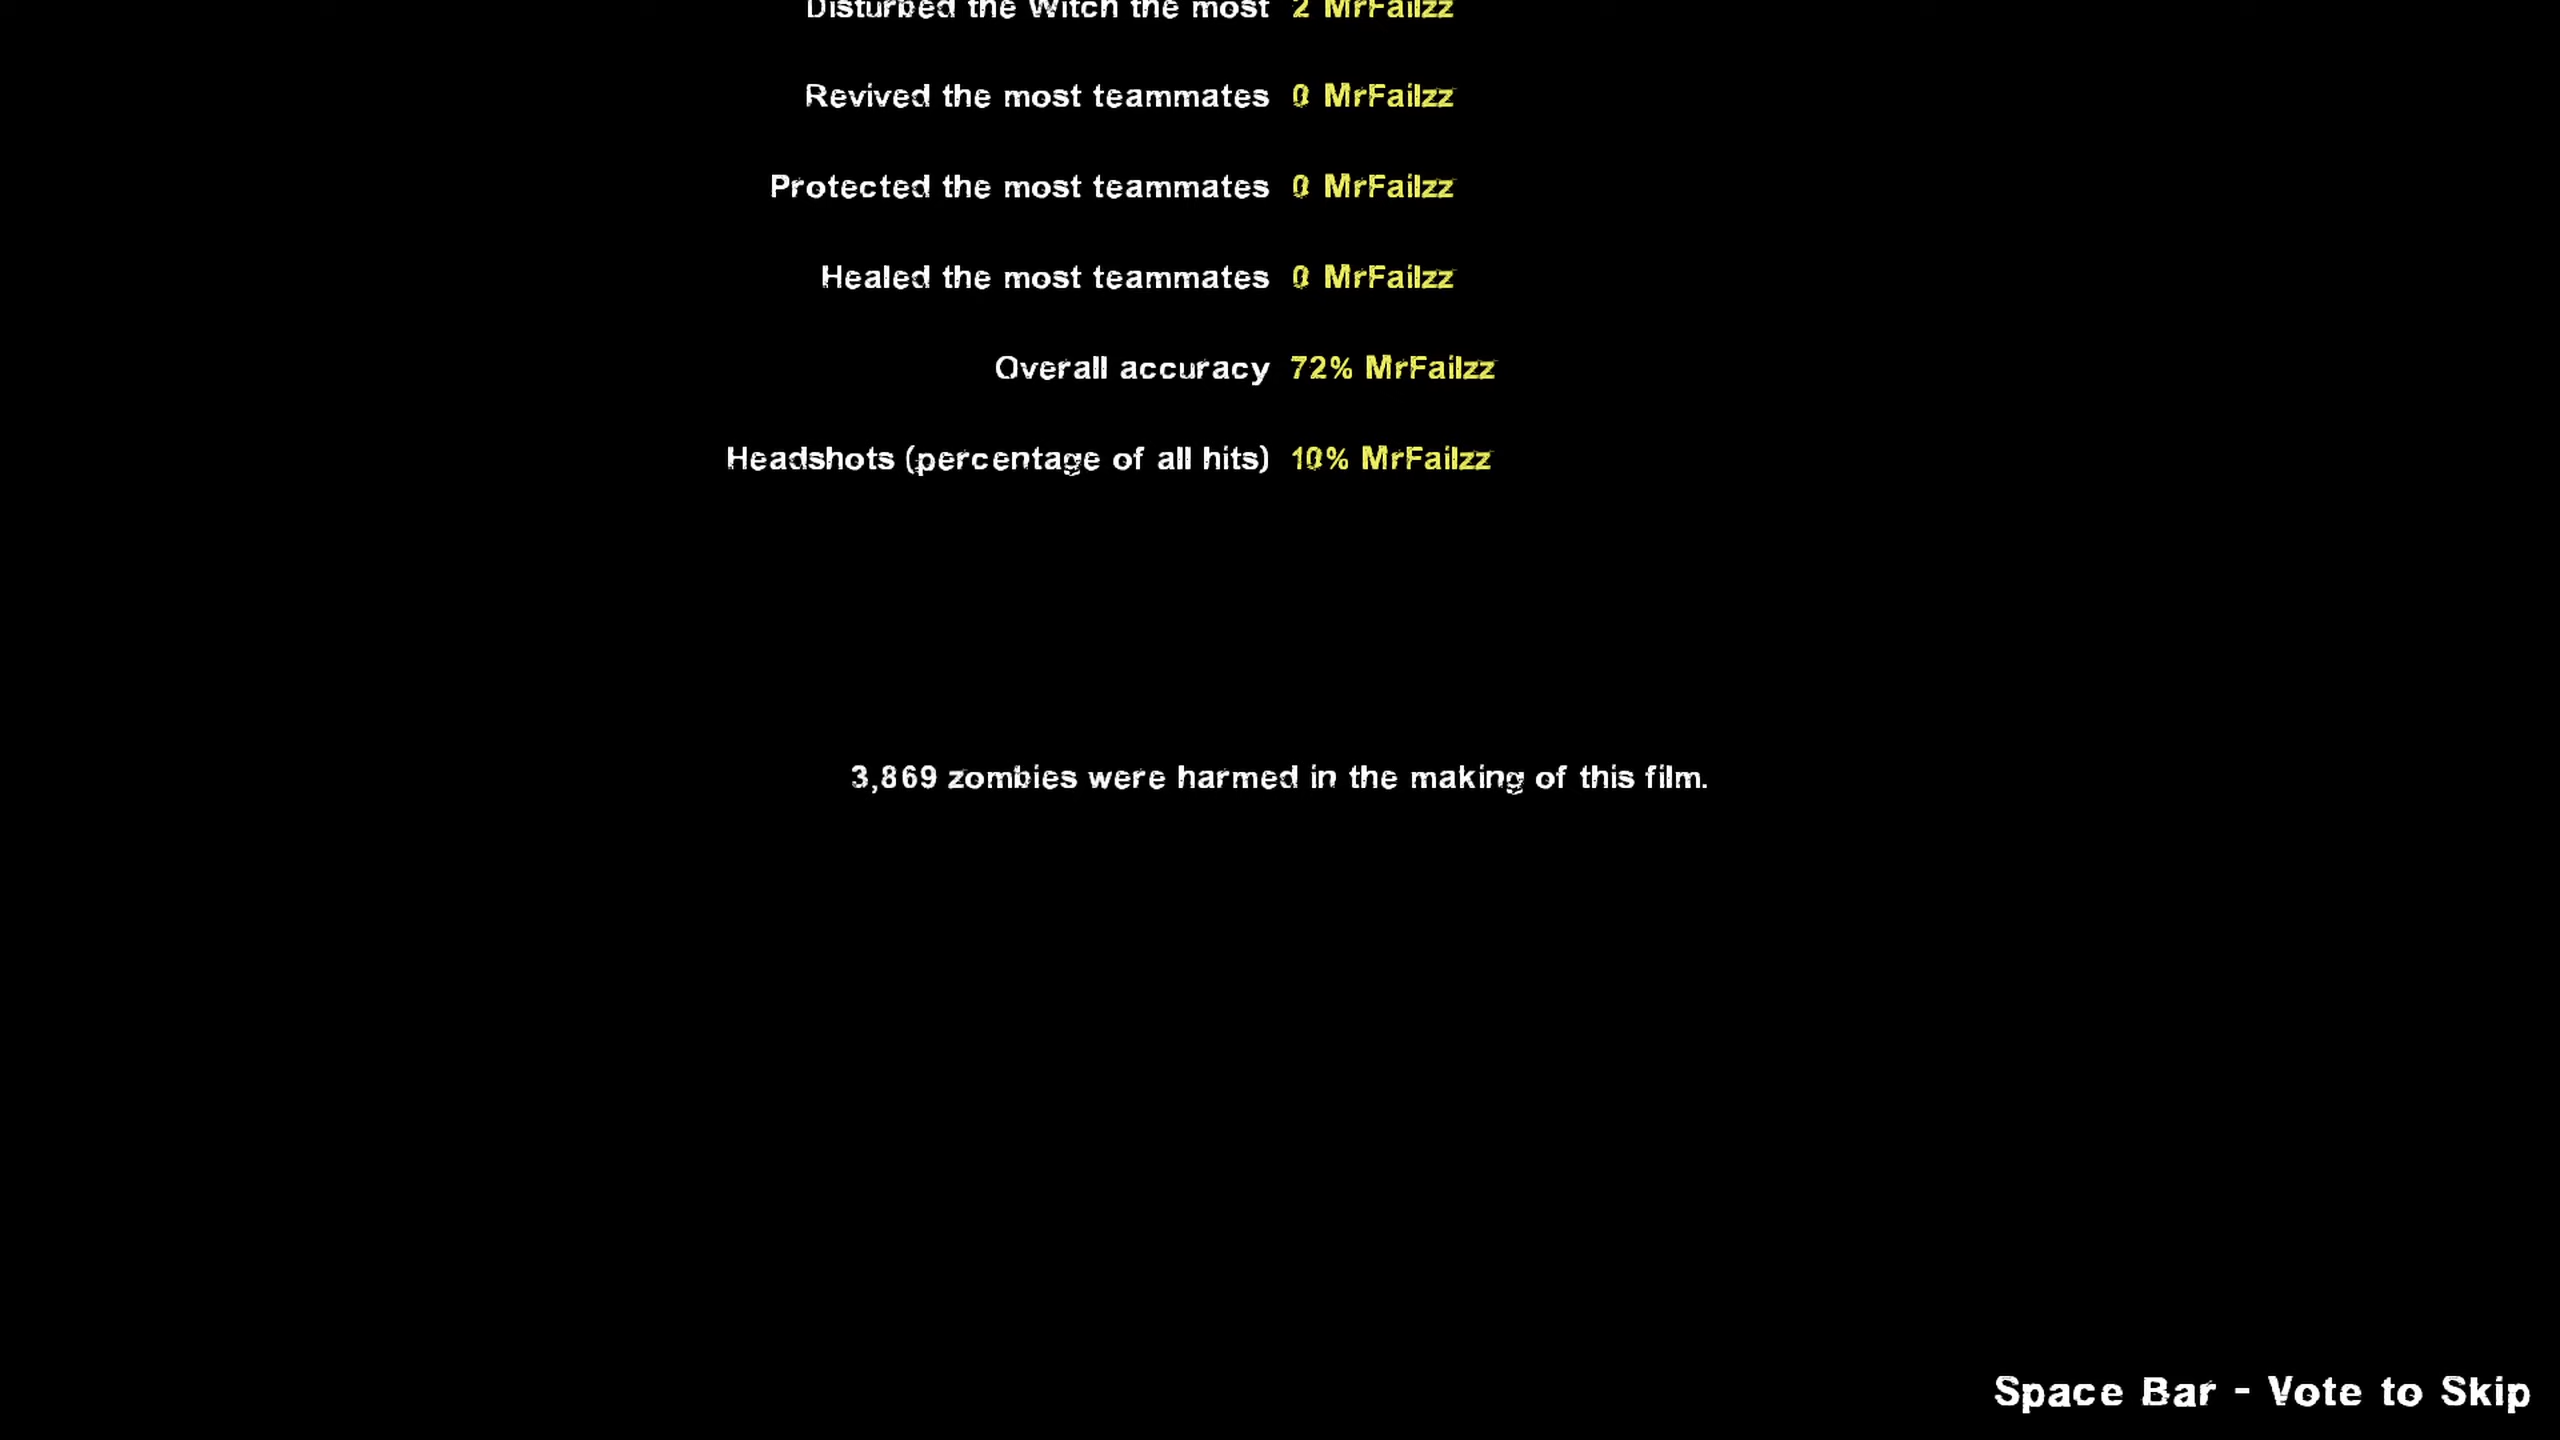 Disturbed the Witch the most 2 MrFailzz
Revived the most teammates 0 MrFailzz
Protected the most teammates 0 MrFailzz
Healed the most teammates 0 MrFailzz
Overall accuracy 72% MrFailzz
Headshots (percentage of all hits) 10% MrFailzz
3,869 zombies were harmed in the making of this film.
Space Bar - Vote to Skip